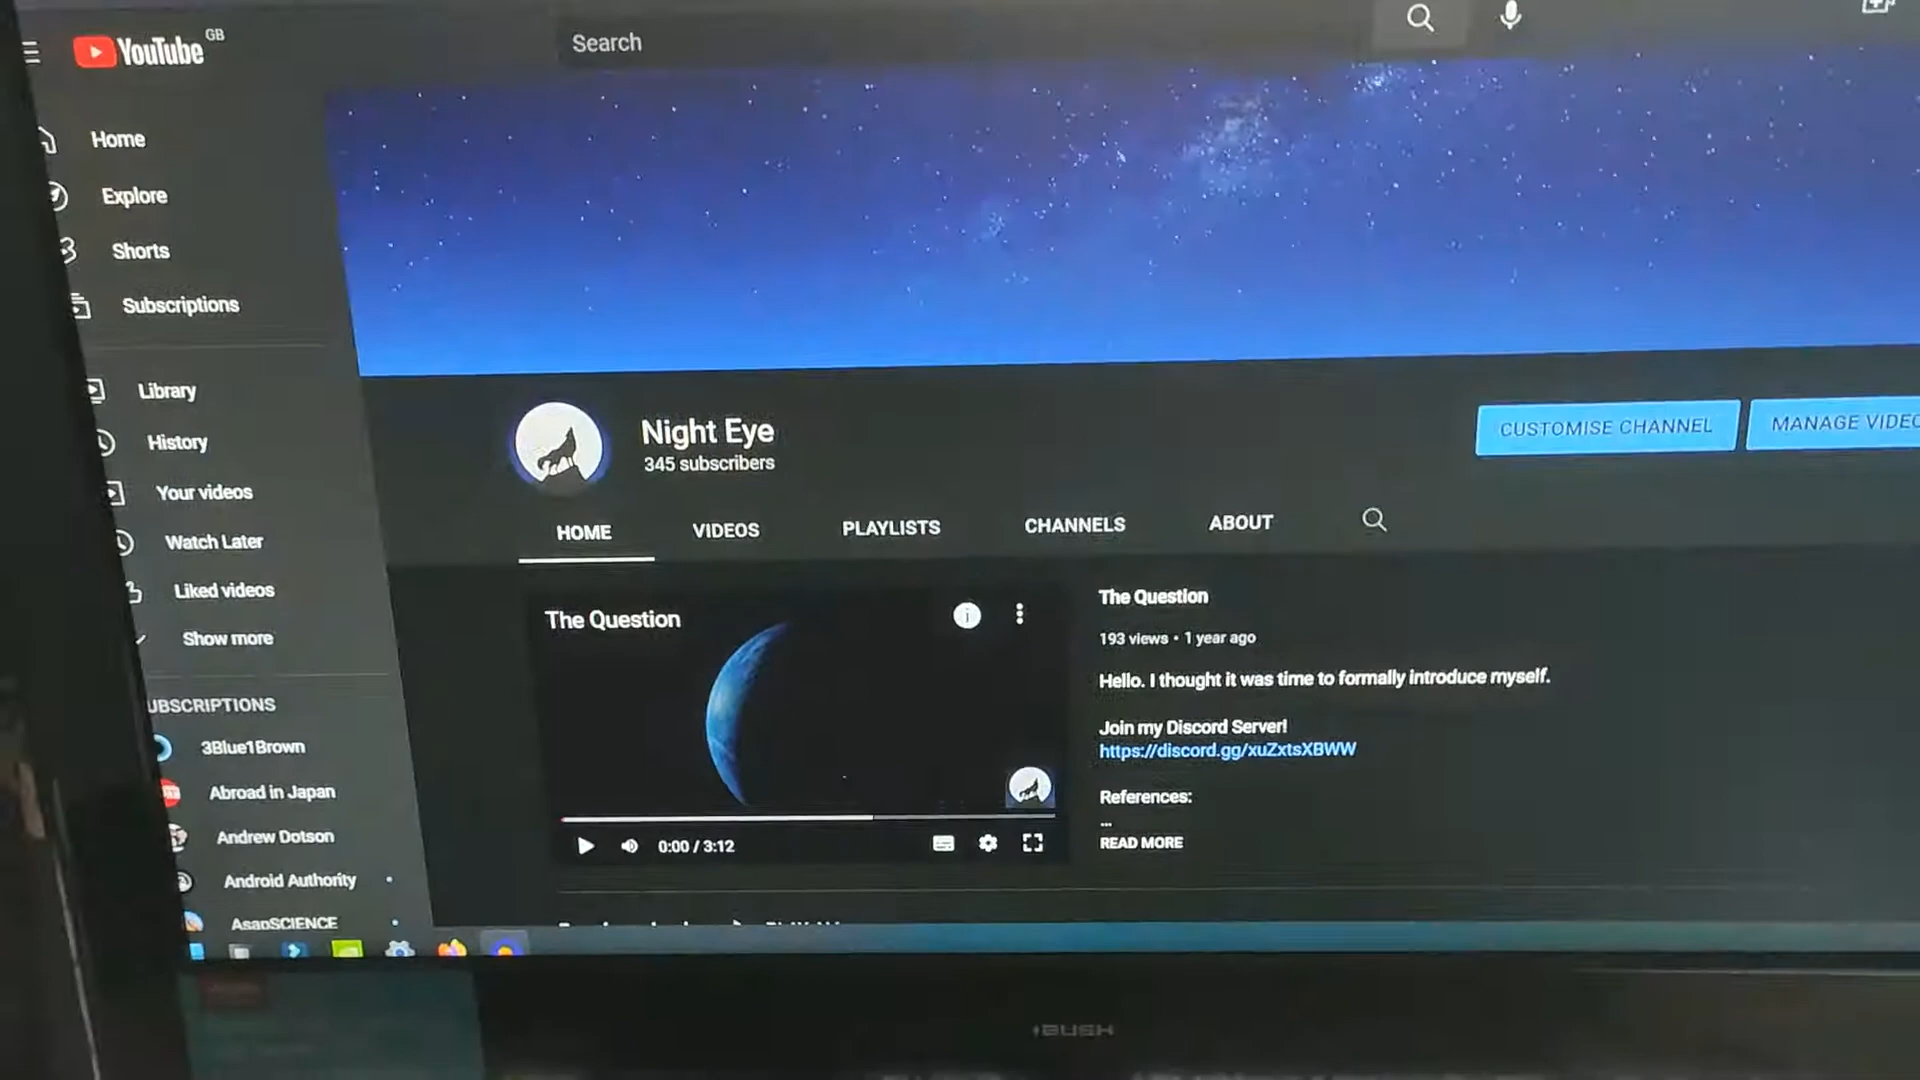 YouTube GB
Search
Home
Explore
Shorts
Subscriptions
Library
History
Your videos
Watch Later
Lived videos
Show more
UBSCRIPTIONS
3Blue1Brown
Abroad in Japan
Andrew Dotson
Android Authority
AsapSCIENCE
Night Eye
345 subscribers
CUSTOMISE CHANNEL
MANAGE VIDEO
HOME
VIDEOS
PLAYLISTS
CHANNELS
ABOUT
The Question
0:00 / 3:12
The Question
193 views • 1 year ago
Hello. I thought it was time to formally introduce myself.
Join my Discord Server!
https://discord.gg/xuZxtsXBWW
References:
...
READ MORE
BUSH